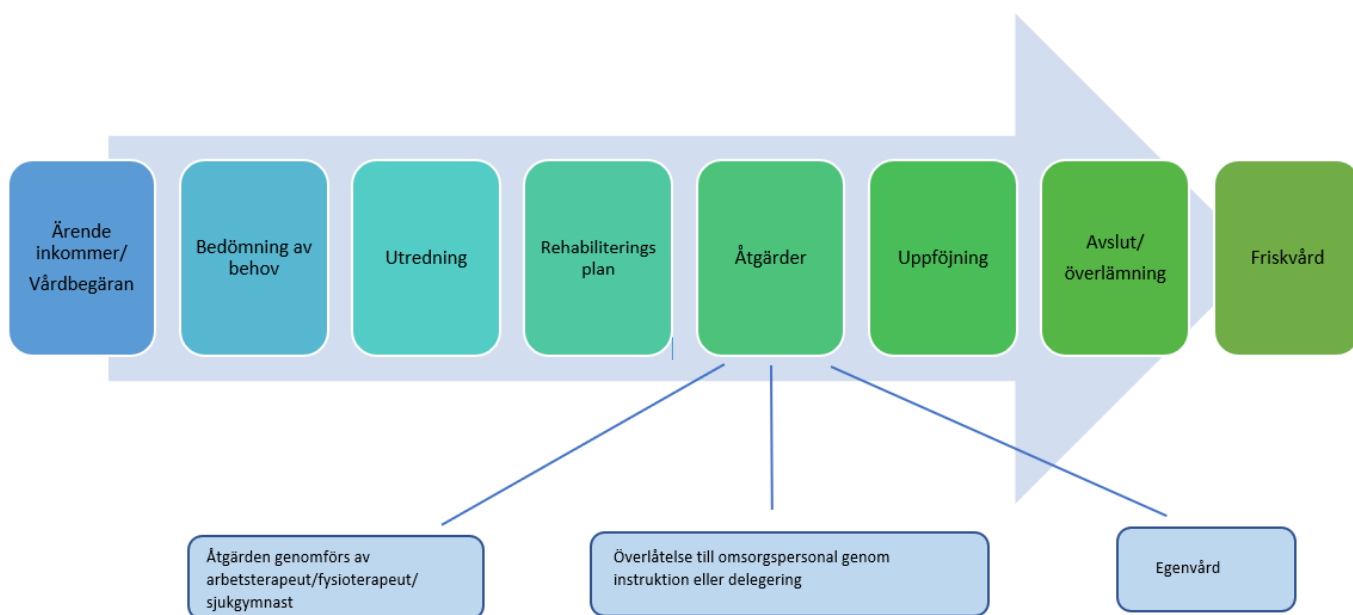 Ärende
inkommer/
Vårdbegäran
Bedömning av
behov
Utredning
Rehabiliterings
plan
Åtgärder
Uppföjning
Avslut/
överlämning
Friskvård
Åtgärden genomförs av
arbetsterapeut/fysioterapeut/
sjukgymnast
Överlåtelse till omsorgspersonal genom
instruktion eller delegering
Egenvård